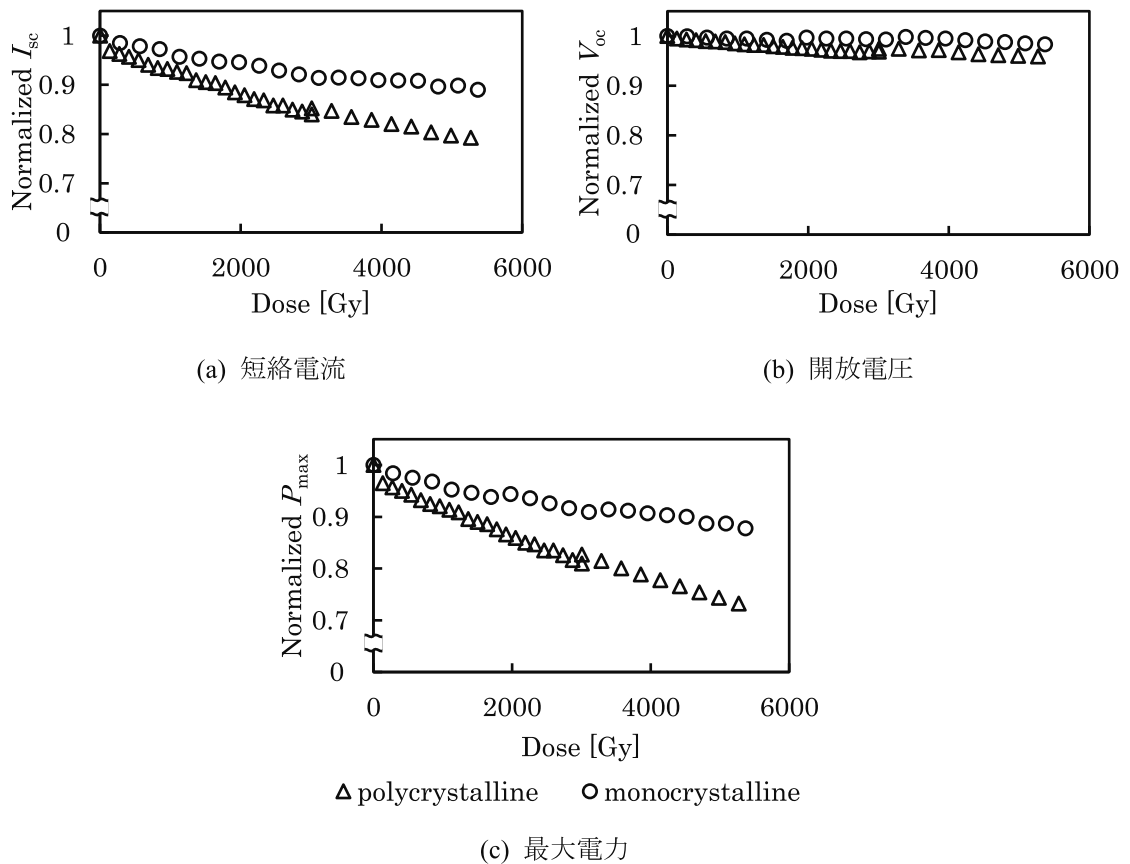 Normalized Isc
1
0.9
0.8
0.7
0
0 2000 4000 6000
Dose [Gy]
(a) 短絡電流
Normalized Voc
1
0.9
0.8
0.7
0
0 2000 4000 6000
Dose [Gy]
(b) 開放電圧
Normalized Pmax
1
0.9
0.8
0.7
0
0 2000 4000 6000
Dose [Gy]
polycrystalline monocrystalline
(c) 最大電力